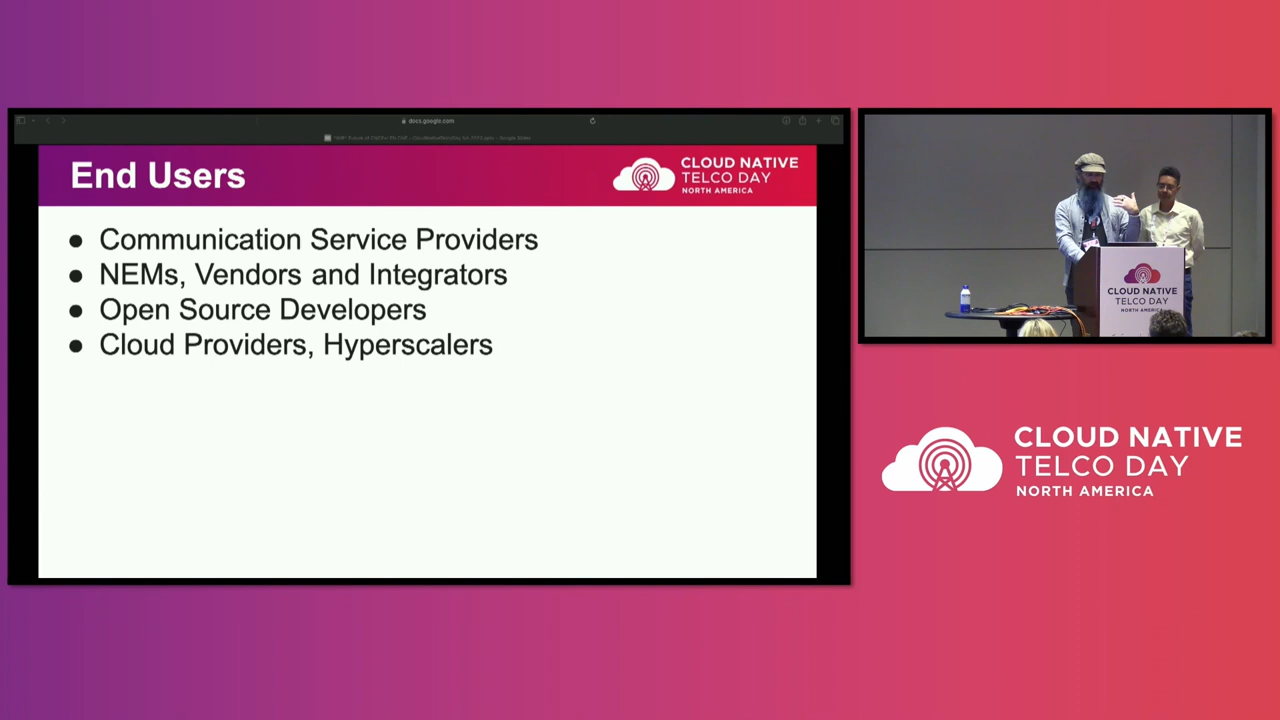 docs.google.com
End Users
CLOUD NATIVE
TELCO DAY
NORTH AMERICA
● Communication Service Providers
● NEMs, Vendors and Integrators
● Open Source Developers
● Cloud Providers, Hyperscalers
CLOUD NATIVE
TELCO DAY
NORTH AMERICA
CLOUD NATIVE
TELCO DAY
NORTH AMERICA